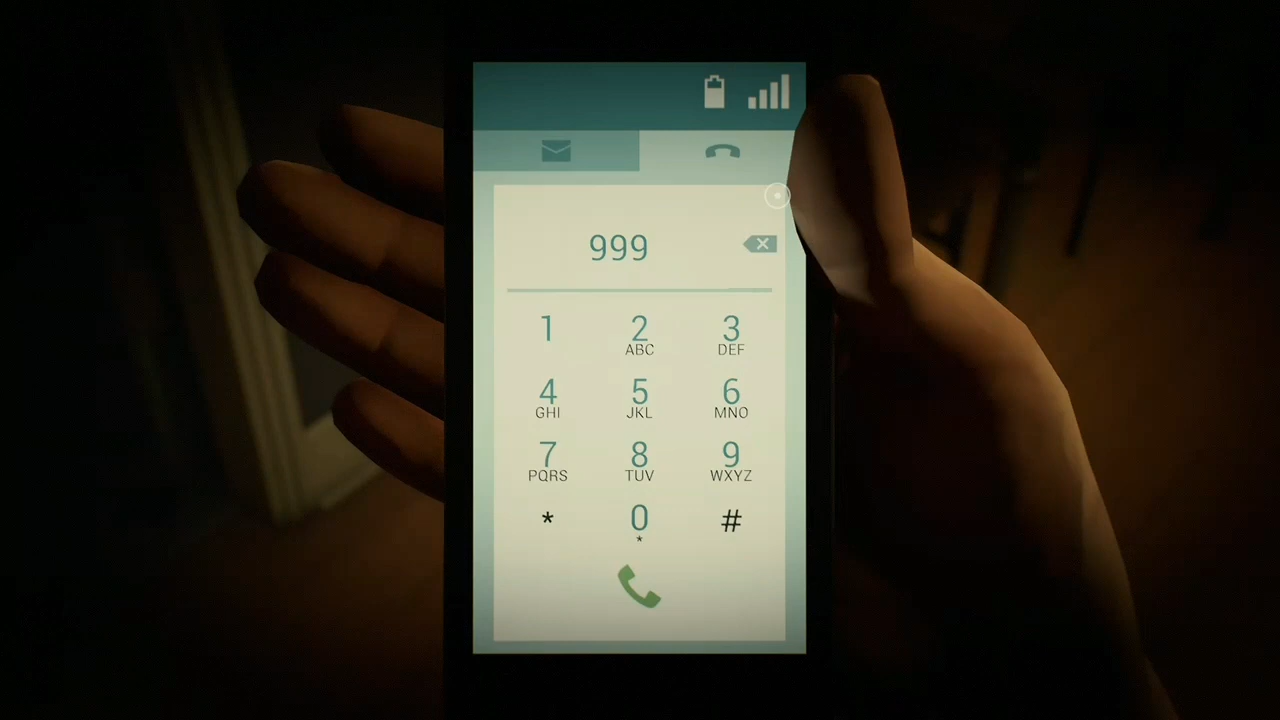 999
1 2 3
ABC DEF
4 5 6
GHI JKL MNO
7 8 9
PQRS TUV WXYZ
* 0 #
*